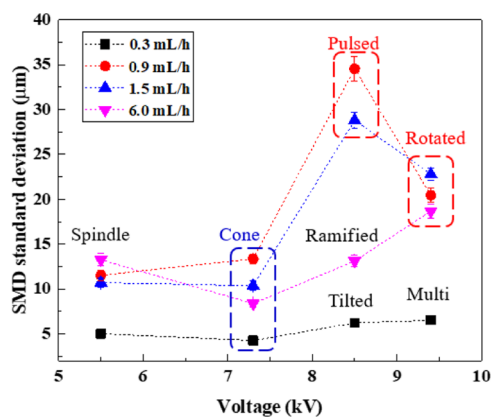 40
35
30
25
20
15
10
5
SMD standard deviation (μm)
0.3 mL/h
0.9 mL/h
1.5 mL/h
6.0 mL/h
Pulsed
Rotated
Spindle
Cone
Ramified
Tilted
Multi
5
6
7
8
9
10
Voltage (kV)